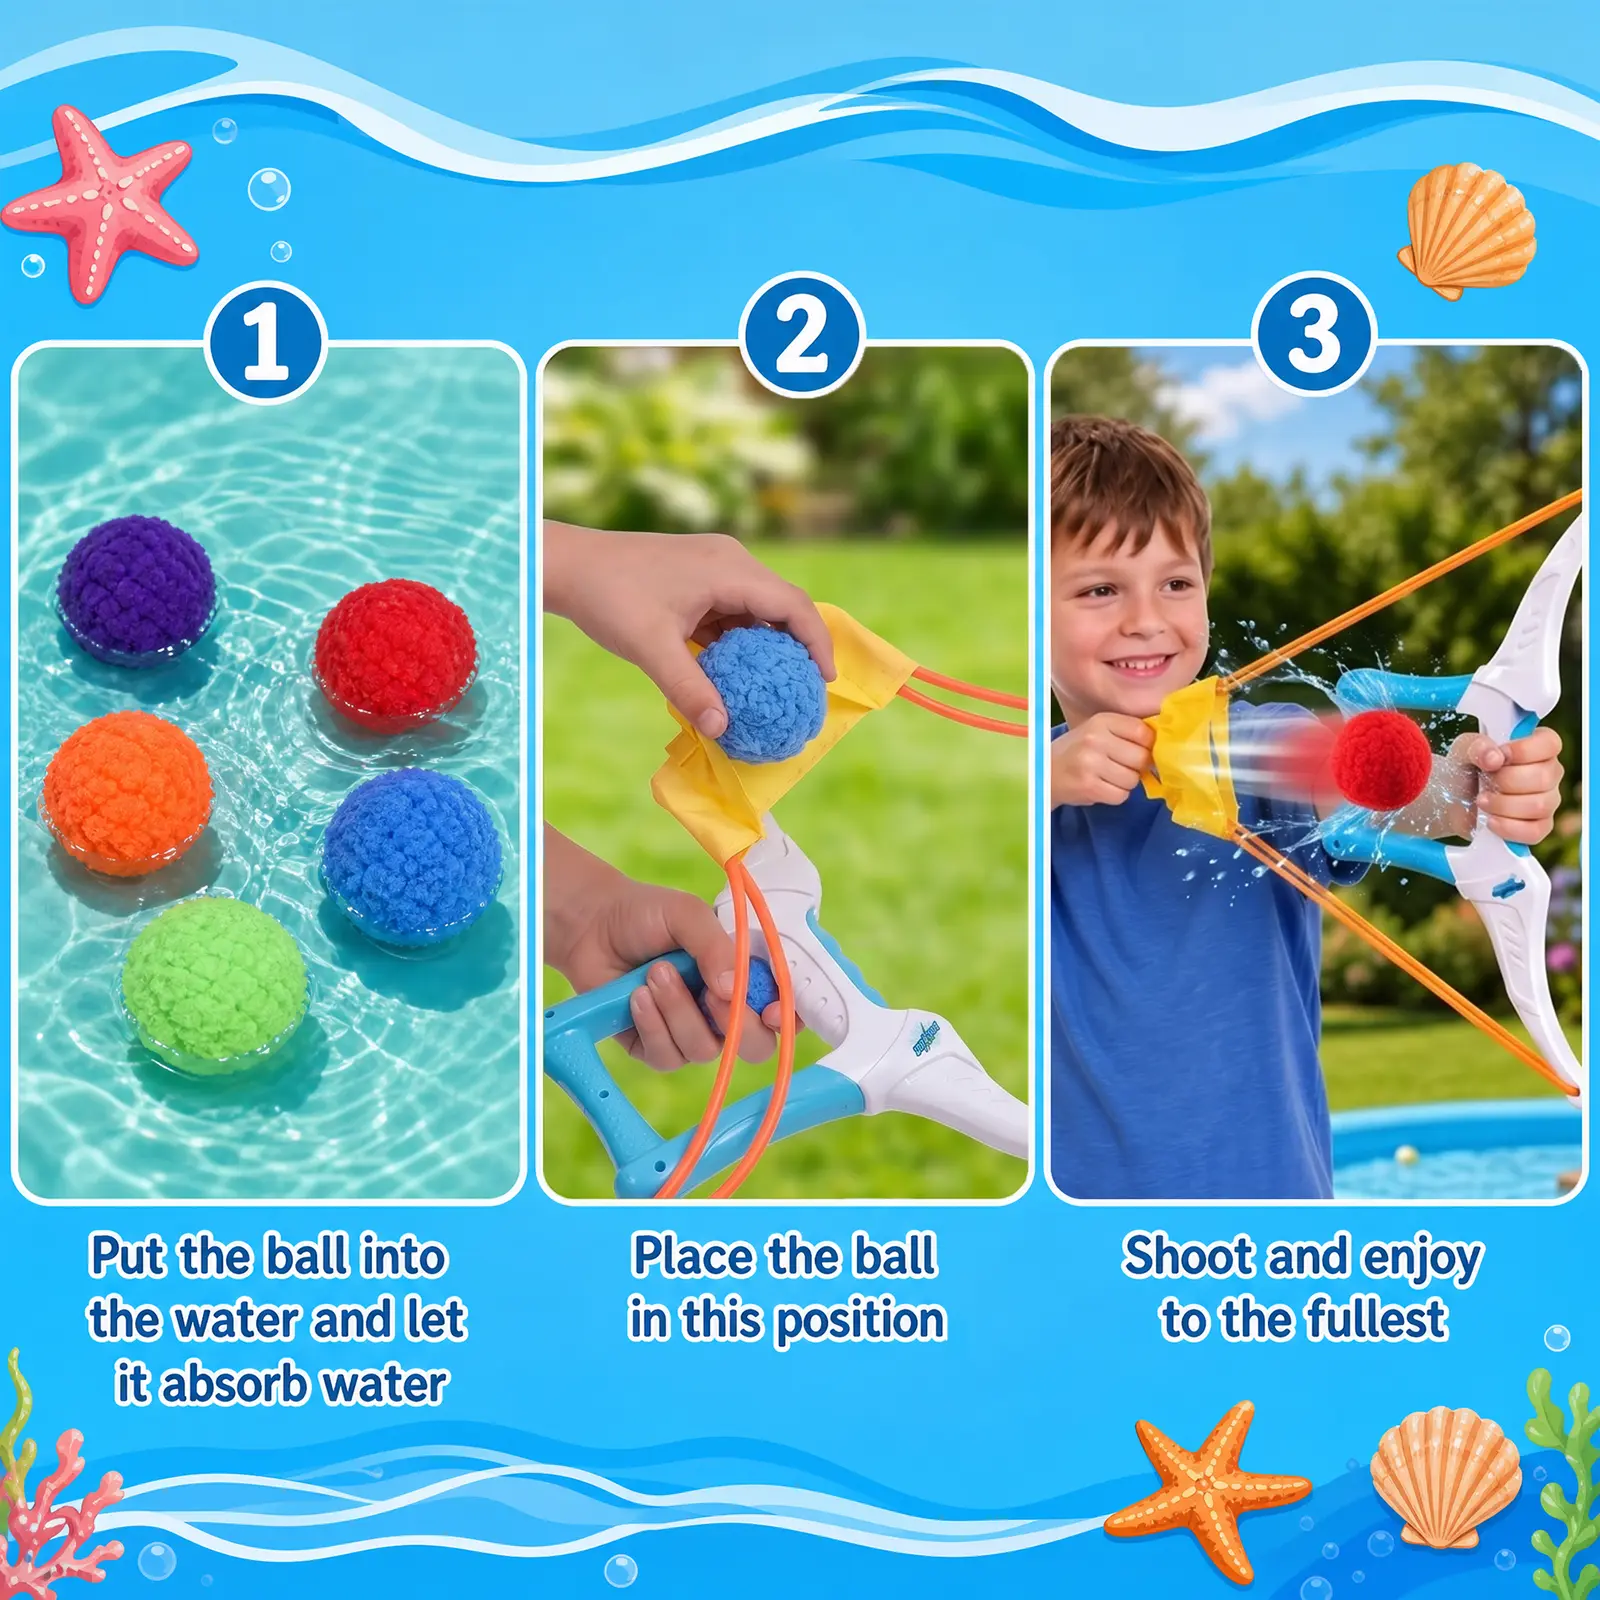 1
2
3
Put the ball into
the water and let
it absorb water
Place the ball
in this position
Shoot and enjoy
to the fullest